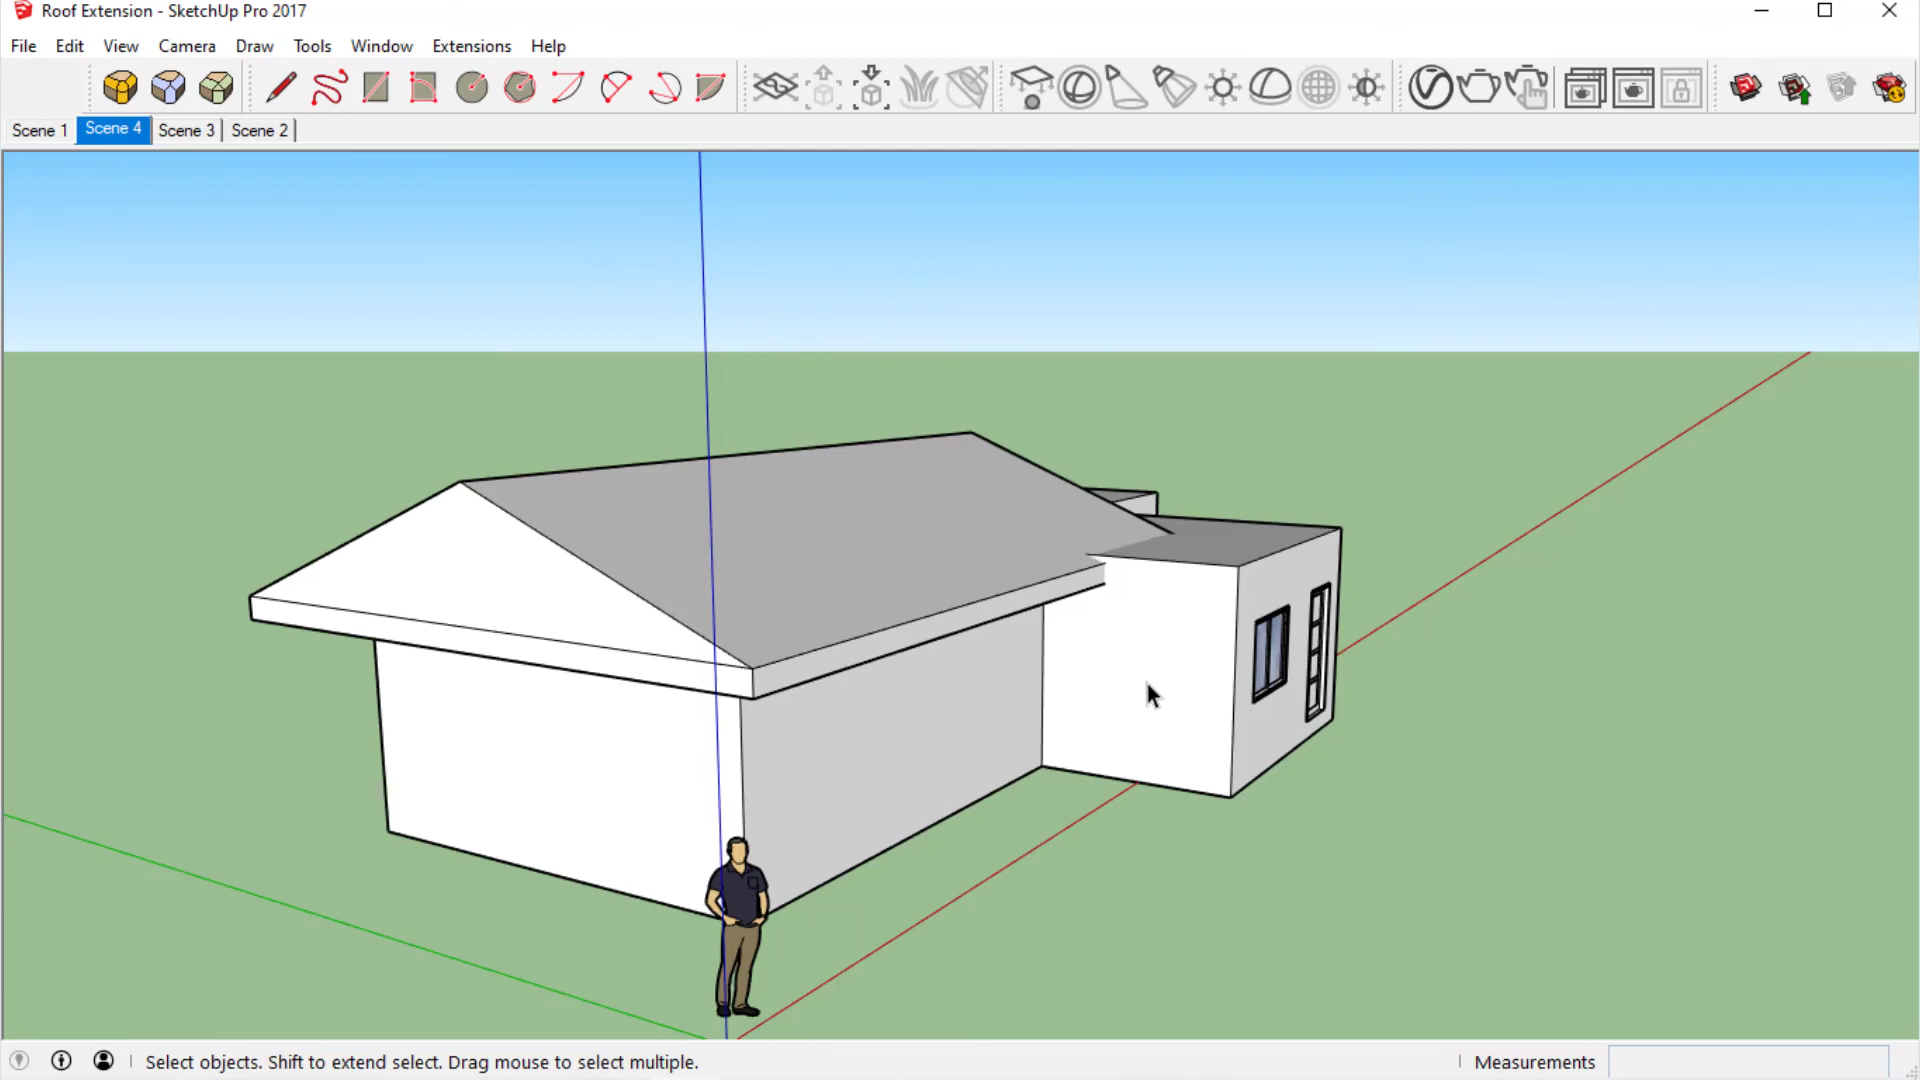 Roof Extension - SketchUp Pro 2017
File Edit View Camera Draw Tools Window Extensions Help
Scene 1 Scene 4 Scene 3 Scene 2
Select objects. Shift to extend select. Drag mouse to select multiple. Measurements